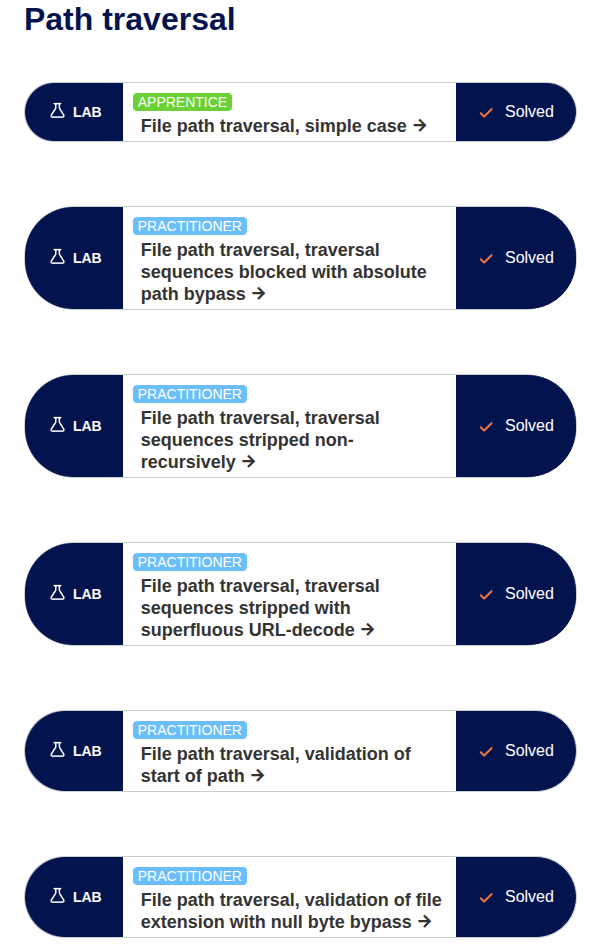 Path traversal
LAB
APPRENTICE
File path traversal, simple case →
Solved
LAB
PRACTITIONER
File path traversal, traversal
sequences blocked with absolute
path bypass →
Solved
LAB
PRACTITIONER
File path traversal, traversal
sequences stripped non-
recursively →
Solved
LAB
PRACTITIONER
File path traversal, traversal
sequences stripped with
superfluous URL-decode →
Solved
LAB
PRACTITIONER
File path traversal, validation of
start of path →
Solved
LAB
PRACTITIONER
File path traversal, validation of file
extension with null byte bypass →
Solved